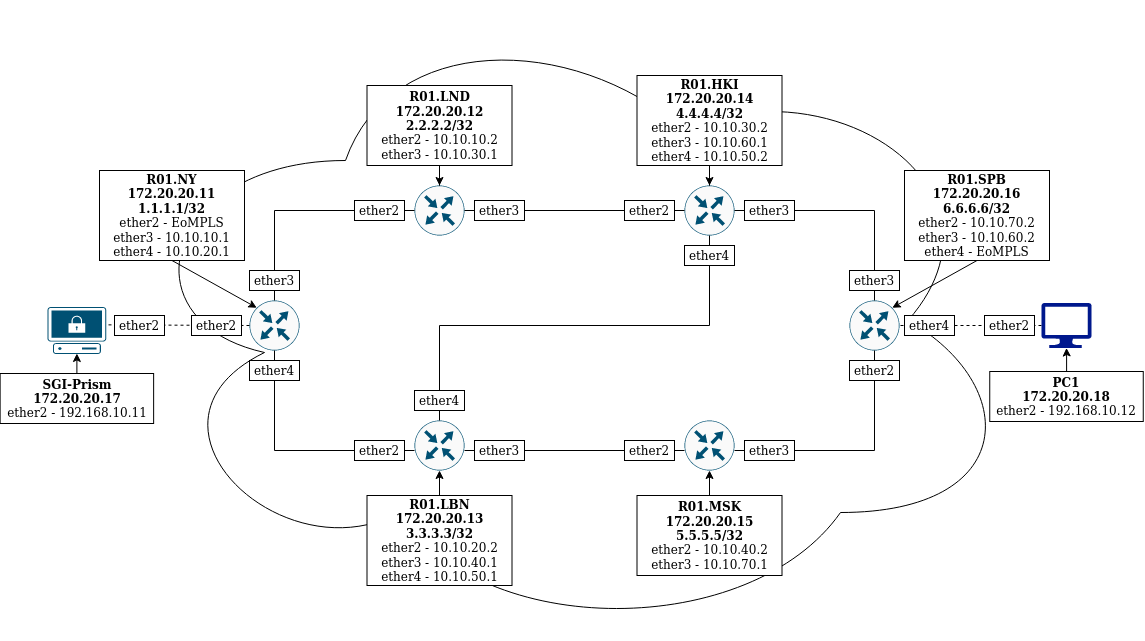 R01.LND
172.20.20.12
2.2.2.2/32
ether2 - 10.10.10.2
ether3 - 10.10.30.1
R01.HKI
172.20.20.14
4.4.4.4/32
ether2 - 10.10.30.2
ether3 - 10.10.60.1
ether4 - 10.10.50.2
R01.NY
172.20.20.11
1.1.1.1/32
ether2 - EoMPLS
ether3 - 10.10.10.1
ether4 - 10.10.20.1
R01.SPB
172.20.20.16
6.6.6.6/32
ether2 - 10.10.70.2
ether3 - 10.10.60.2
ether4 - EoMPLS
ether2
ether3
ether2
ether3
ether4
ether3
ether3
ether2
ether2
ether4
ether2
ether4
ether2
SGI-Prism
172.20.20.17
ether2 - 192.168.10.11
PC1
172.20.20.18
ether2 - 192.168.10.12
ether4
ether2
ether3
ether2
ether3
R01.LBN
172.20.20.13
3.3.3.3/32
ether2 - 10.10.20.2
ether3 - 10.10.40.1
ether4 - 10.10.50.1
R01.MSK
172.20.20.15
5.5.5.5/32
ether2 - 10.10.40.2
ether3 - 10.10.70.1